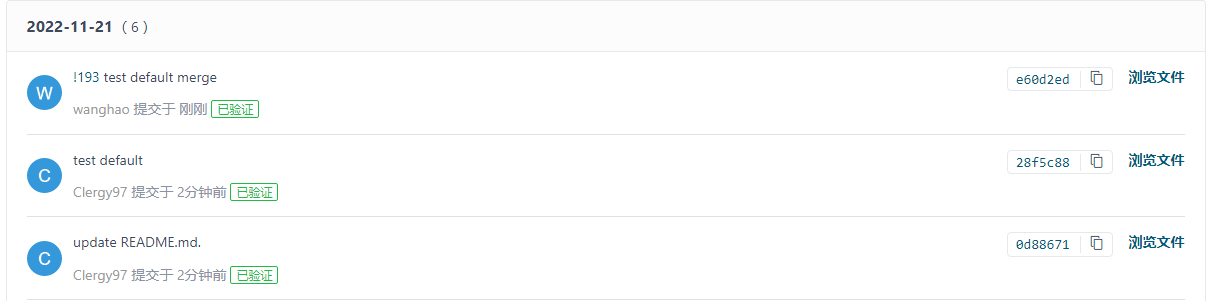 2022-11-21 ( 6 )
W !193 test default merge e60d2ed 浏览文件
wanghao 提交于 刚刚 已验证
C test default 28f5c88 浏览文件
Clergy97 提交于 2分钟前 已验证
C update README.md. 0d88671 浏览文件
Clergy97 提交于 2分钟前 已验证